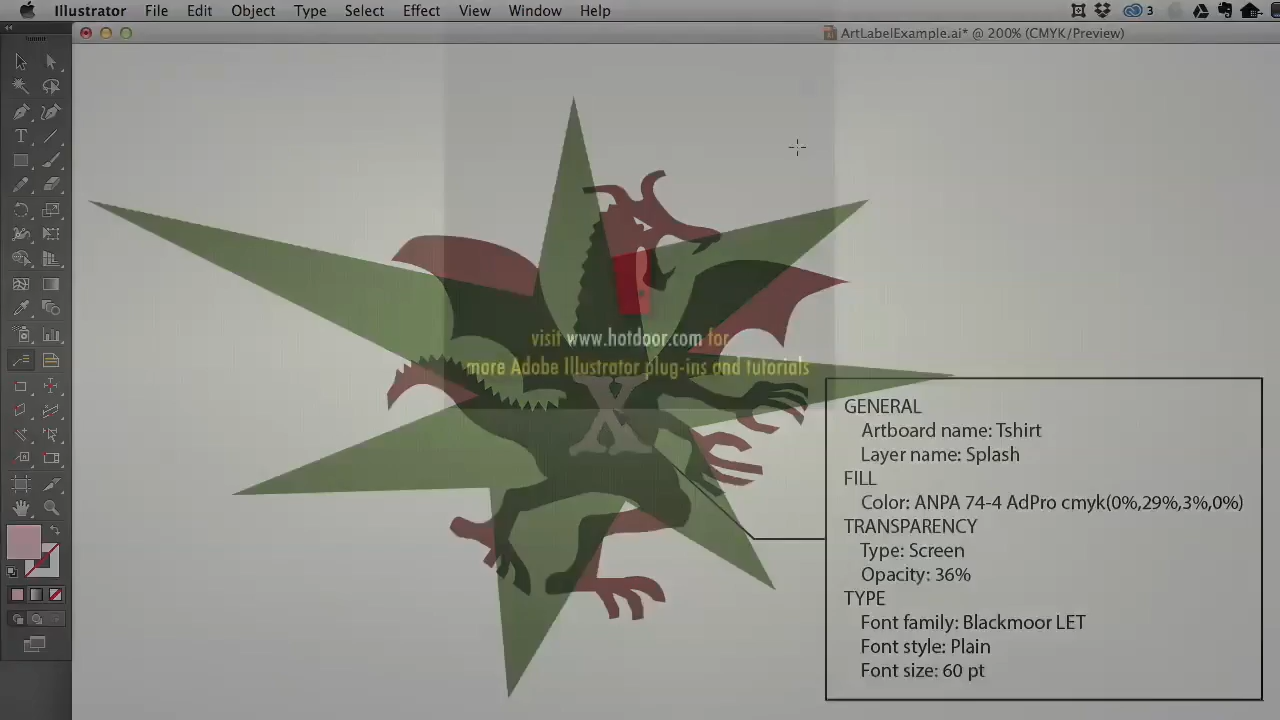 Illustrator File Edit Object Type Select Effect View Window Help
3
ArtLabelExample.ai* @ 200% (CMYK/Preview)
visit www.hotdoor.com for
more Adobe Illustrator plug-ins and tutorials
X
GENERAL
Artboard name: Tshirt
Layer name: Splash
FILL
Color: ANPA 74-4 AdPro cmyk(0%,29%,3%,0%)
TRANSPARENCY
Type: Screen
Opacity: 36%
TYPE
Font family: Blackmoor LET
Font style: Plain
Font size: 60 pt